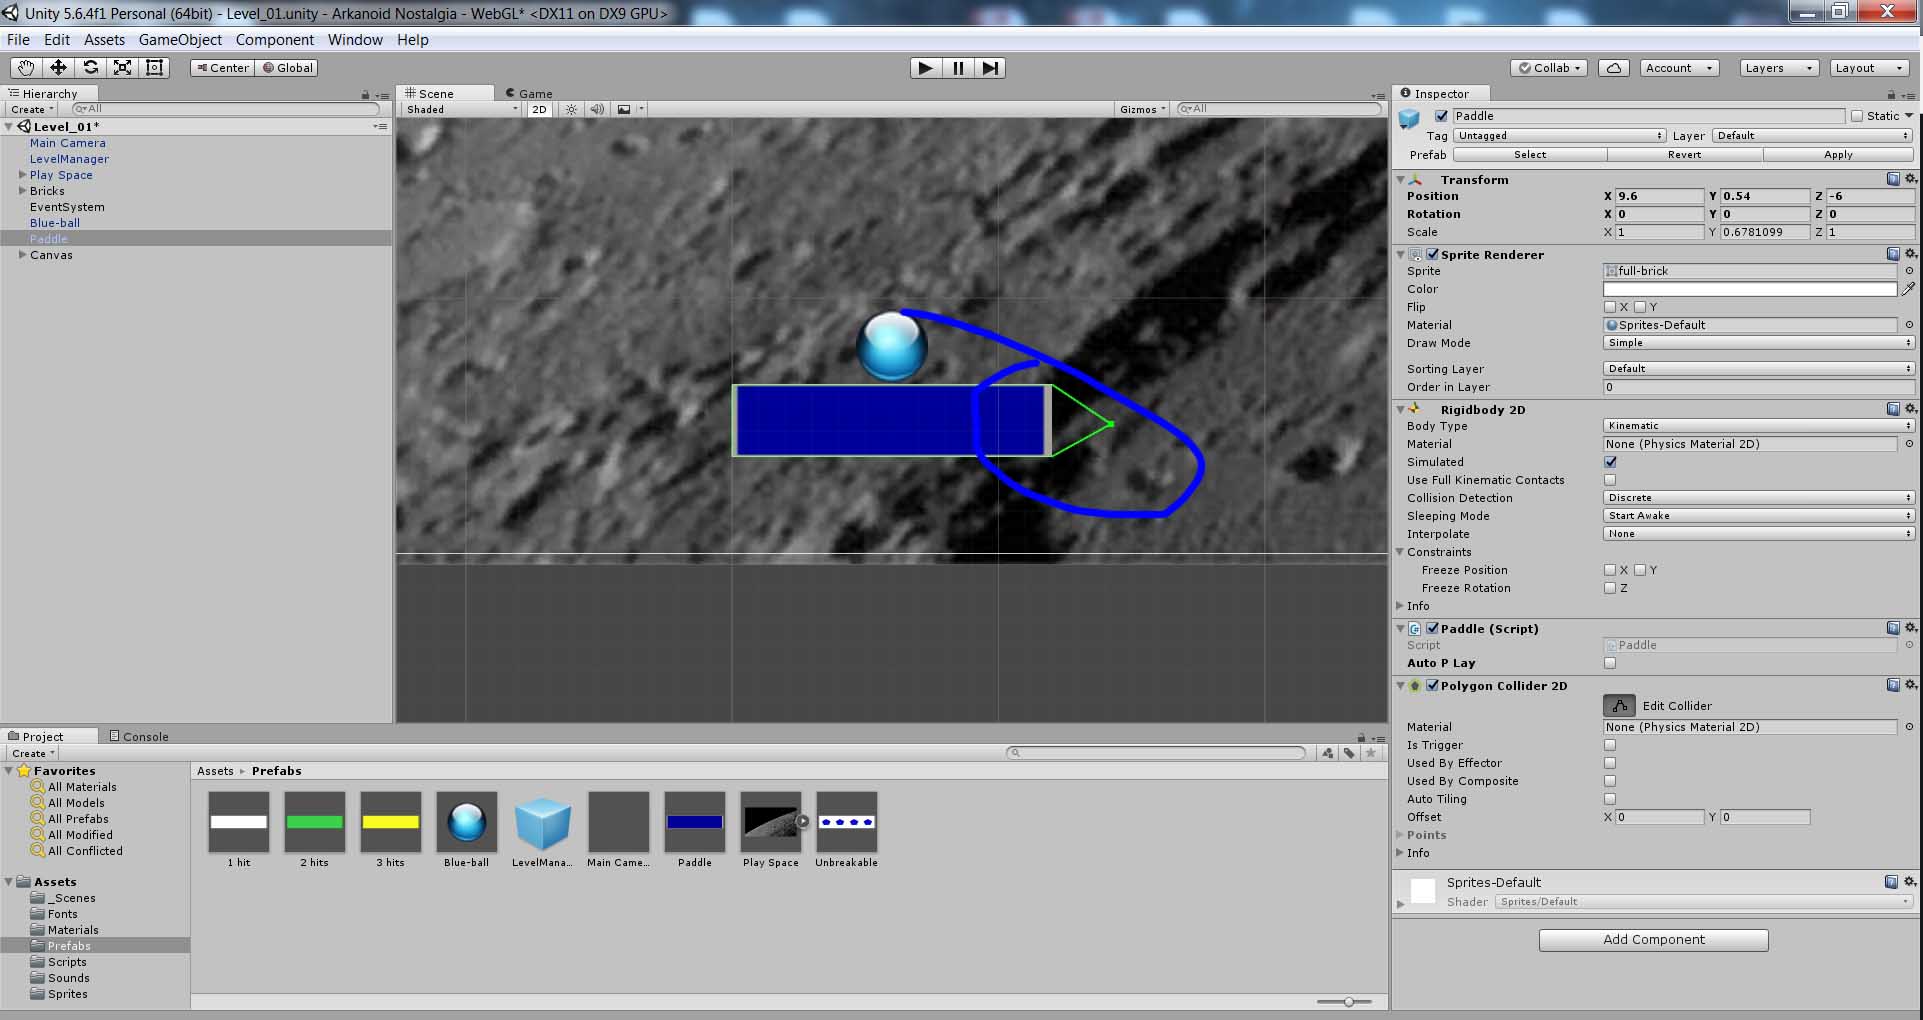 Unity 5.6.4f1 Personal (64bit) - Level_01.unity - Arkanoid Nostalgia - WebGL* <DX11 on DX9 GPU>
File Edit Assets GameObject Component Window Help
Center Global Collab Account Layers Layout
Hierarchy
Create All
Level_01*
Main Camera
LevelManager
Play Space
Bricks
EventSystem
Blue-ball
Paddle
Canvas
Scene Game
Shaded 2D Gizmos All
Inspector
Paddle Static
Tag Untagged Layer Default
Prefab Select Revert Apply
Transform
Position X 9.6 Y 0.54 Z -6
Rotation X 0 Y 0 Z 0
Scale X 1 Y 0.6781099 Z 1
Sprite Renderer
Sprite full-brick
Color
Flip X Y
Material Sprites-Default
Draw Mode Simple
Sorting Layer Default
Order in Layer 0
Rigidbody 2D
Body Type Kinematic
Material None (Physics Material 2D)
Simulated
Use Full Kinematic Contacts
Collision Detection Discrete
Sleeping Mode Start Awake
Interpolate None
Constraints
Freeze Position X Y
Freeze Rotation Z
Info
Paddle (Script)
Script Paddle
Auto P Lay
Polygon Collider 2D
Edit Collider
Material None (Physics Material 2D)
Is Trigger
Used By Effector
Used By Composite
Auto Tiling
Offset X 0 Y 0
Points
Info
Sprites-Default
Shader Sprites/Default
Add Component
Project Console
Create
Favorites
All Materials
All Models
All Prefabs
All Modified
All Conflicted
Assets
_Scenes
Fonts
Materials
Prefabs
Scripts
Sounds
Sprites
Assets Prefabs
1 hit 2 hits 3 hits Blue-ball LevelMana... Main Came... Paddle Play Space Unbreakable